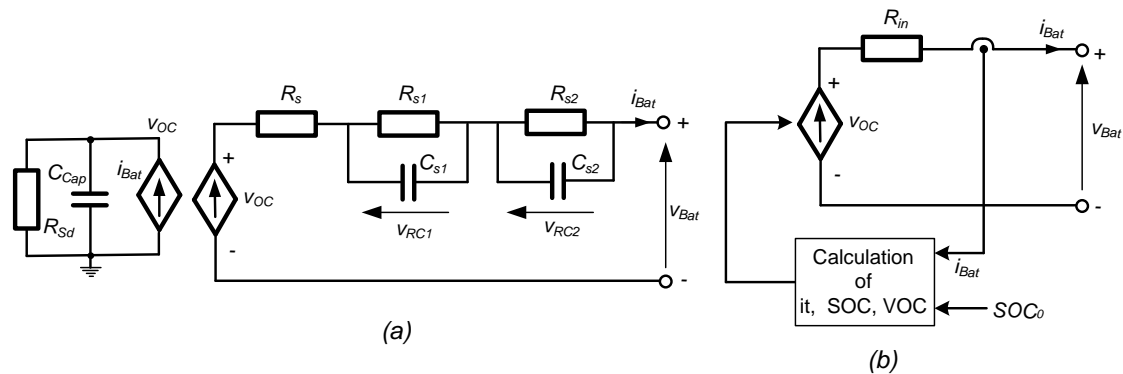 v_OC
C_Cap
R_Sd
i_Bat
+
v_OC
-
R_s
R_s1
C_s1
v_RC1
R_s2
C_s2
v_RC2
i_Bat
+
v_Bat
-
(a)
R_in
i_Bat
+
+
v_OC
-
v_Bat
-
Calculation
of
it, SOC, VOC
i_Bat
SOC_0
(b)